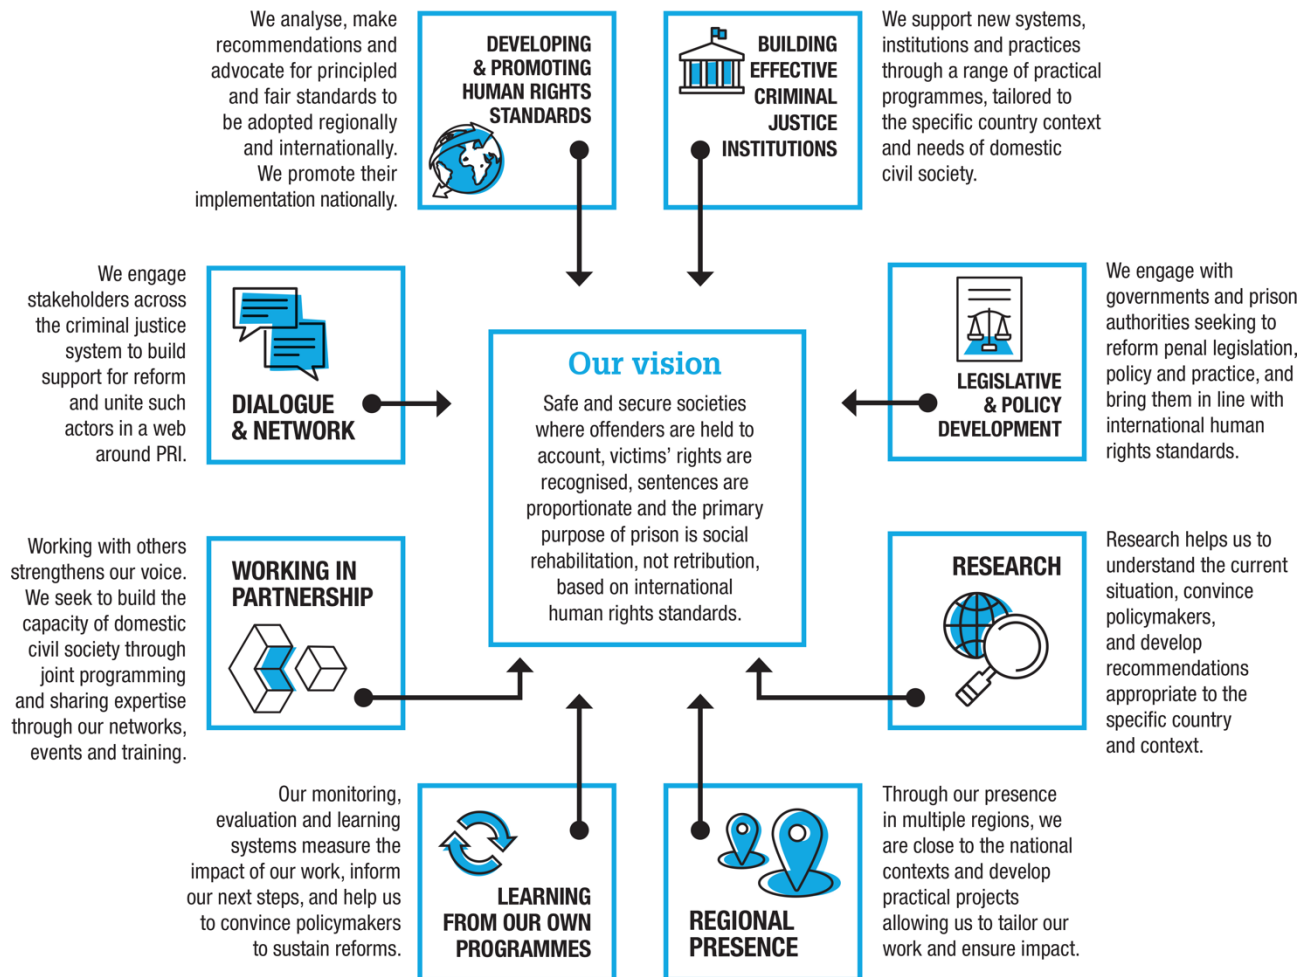 We analyse, make
recommendations and
advocate for principled
and fair standards to
be adopted regionally
and internationally.
We promote their
implementation nationally.
DEVELOPING
& PROMOTING
HUMAN RIGHTS
STANDARDS
BUILDING
EFFECTIVE
CRIMINAL
JUSTICE
INSTITUTIONS
We support new systems,
institutions and practices
through a range of practical
programmes, tailored to
the specific country context
and needs of domestic
civil society.
We engage
stakeholders across
the criminal justice
system to build
support for reform
and unite such
actors in a web
around PRI.
DIALOGUE
& NETWORK
Our vision
Safe and secure societies
where offenders are held to
account, victims’ rights are
recognised, sentences are
proportionate and the primary
purpose of prison is social
rehabilitation, not retribution,
based on international
human rights standards.
LEGISLATIVE
& POLICY
DEVELOPMENT
We engage with
governments and prison
authorities seeking to
reform penal legislation,
policy and practice, and
bring them in line with
international human
rights standards.
Working with others
strengthens our voice.
We seek to build the
capacity of domestic
civil society through
joint programming
and sharing expertise
through our networks,
events and training.
WORKING IN
PARTNERSHIP
RESEARCH
Research helps us to
understand the current
situation, convince
policymakers,
and develop
recommendations
appropriate to the
specific country
and context.
Our monitoring,
evaluation and learning
systems measure the
impact of our work, inform
our next steps, and help us
to convince policymakers
to sustain reforms.
LEARNING
FROM OUR OWN
PROGRAMMES
REGIONAL
PRESENCE
Through our presence
in multiple regions, we
are close to the national
contexts and develop
practical projects
allowing us to tailor our
work and ensure impact.